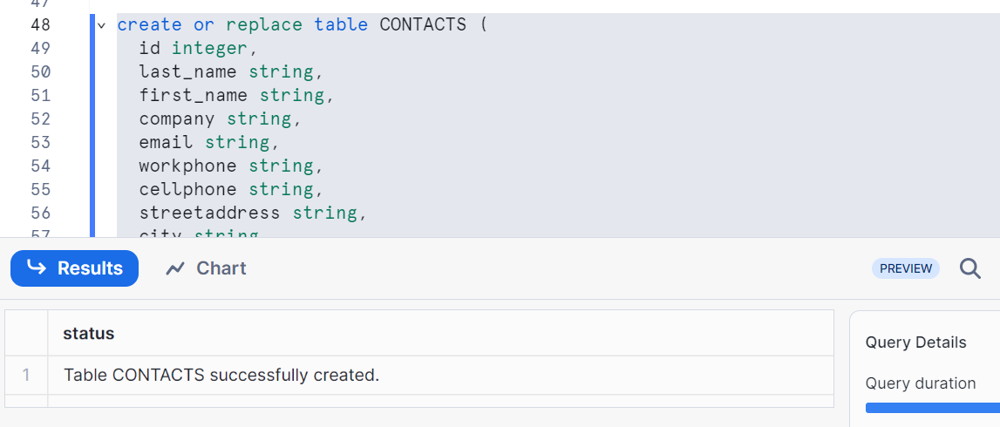 47
48 create or replace table CONTACTS (
49 id integer,
50 last_name string,
51 first_name string,
52 company string,
53 email string,
54 workphone string,
55 cellphone string,
56 streetaddress string,
57 city string
Results Chart PREVIEW
status
1 Table CONTACTS successfully created.
Query Details
Query duration